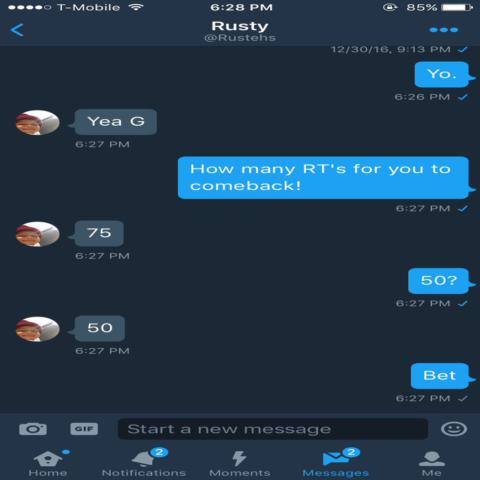 T-Mobile 6:28 PM 85%
Rusty
@Rustehs
12/30/16, 9:13 PM ✓
Yo.
6:26 PM ✓
Yea G
6:27 PM
How many RT's for you to
comeback!
6:27 PM ✓
75
6:27 PM
50?
6:27 PM ✓
50
6:27 PM
Bet
6:27 PM ✓
GIF Start a new message
2 2
Home Notifications Moments Messages Me